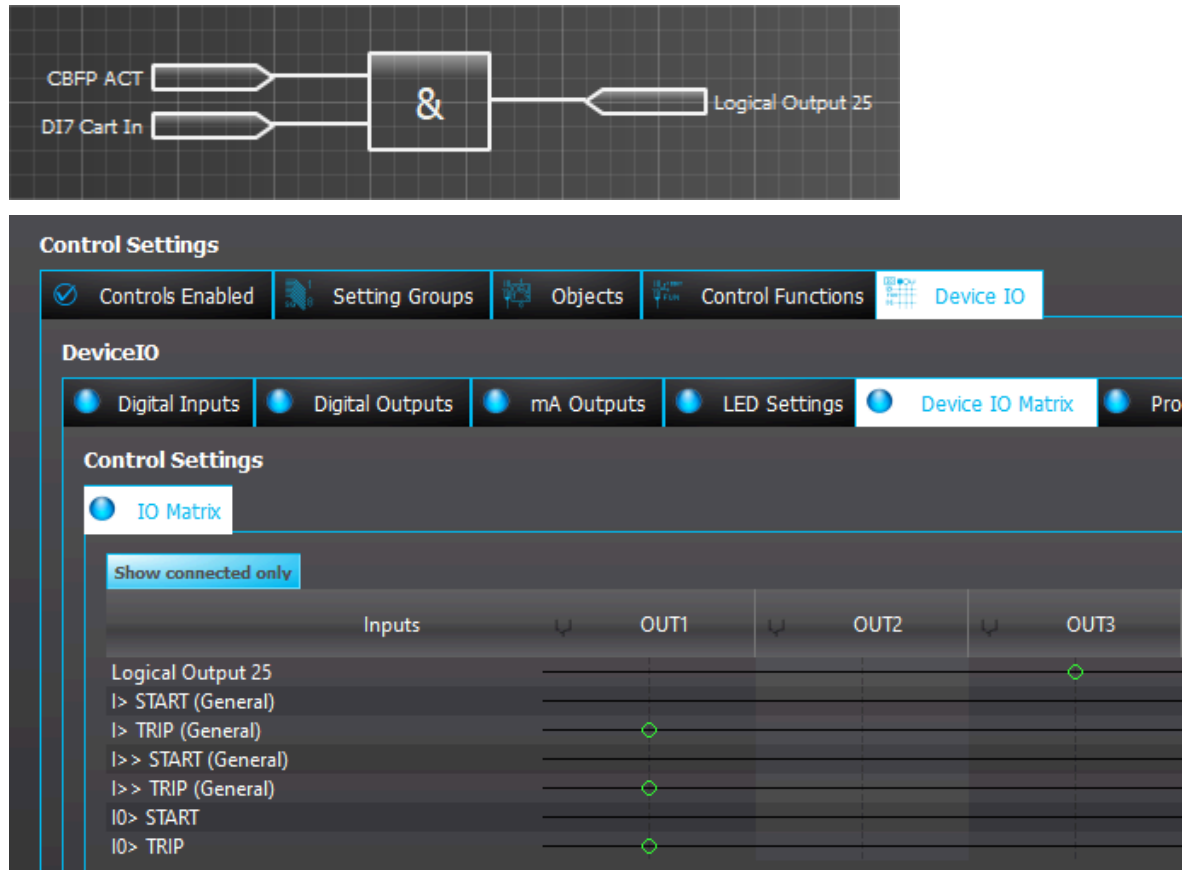 CBFP ACT
DI7 Cart In
&
Logical Output 25
Control Settings
Controls Enabled Setting Groups Objects Control Functions Device IO
DeviceIO
Digital Inputs Digital Outputs mA Outputs LED Settings Device IO Matrix Pro
Control Settings
IO Matrix
Show connected only
Inputs OUT1 OUT2 OUT3
Logical Output 25
I> START (General)
I> TRIP (General)
I>> START (General)
I>> TRIP (General)
I0> START
I0> TRIP